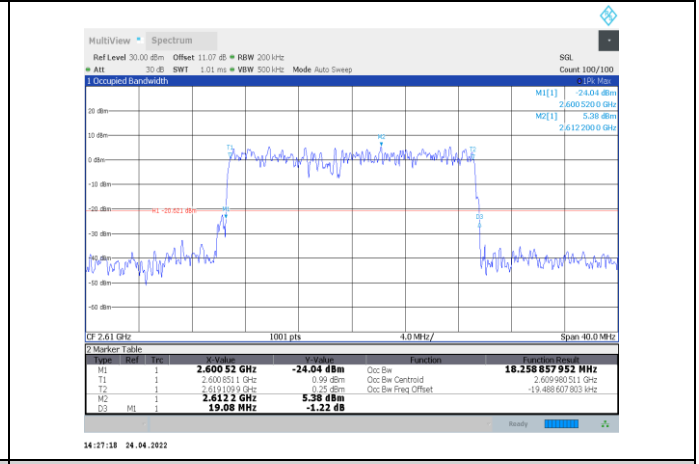 MultiView Spectrum
Ref Level 30.00 dBm Offset 11.07 dB RBW 200 kHz SGL
Att 30 dB SWT 1.01 ms VBW 500 kHz Mode Auto Sweep Count 100/100
1 Occupied Bandwidth 1Pk Max
M1[1] -24.04 dBm
2.600 520 0 GHz
M2[1] 5.38 dBm
2.612 200 0 GHz
20 dBm
10 dBm
0 dBm
-10 dBm
-20 dBm
-30 dBm
-40 dBm
-50 dBm
-60 dBm
H1 -20.621 dBm
T1
M2
T2
M1
D3
CF 2.61 GHz 1001 pts 4.0 MHz/ Span 40.0 MHz
2 Marker Table
Type Ref Trc X-Value Y-Value Function Function Result
M1 1 2.600 52 GHz -24.04 dBm Occ Bw 18.258 857 952 MHz
T1 1 2.600 851 1 GHz 0.99 dBm Occ Bw Centroid 2.609 980 511 GHz
T2 1 2.619 109 9 GHz 0.25 dBm Occ Bw Freq Offset -19.488 607 803 kHz
M2 1 2.612 2 GHz 5.38 dBm
D3 M1 1 19.08 MHz -1.22 dB
Ready
14:27:18 24.04.2022